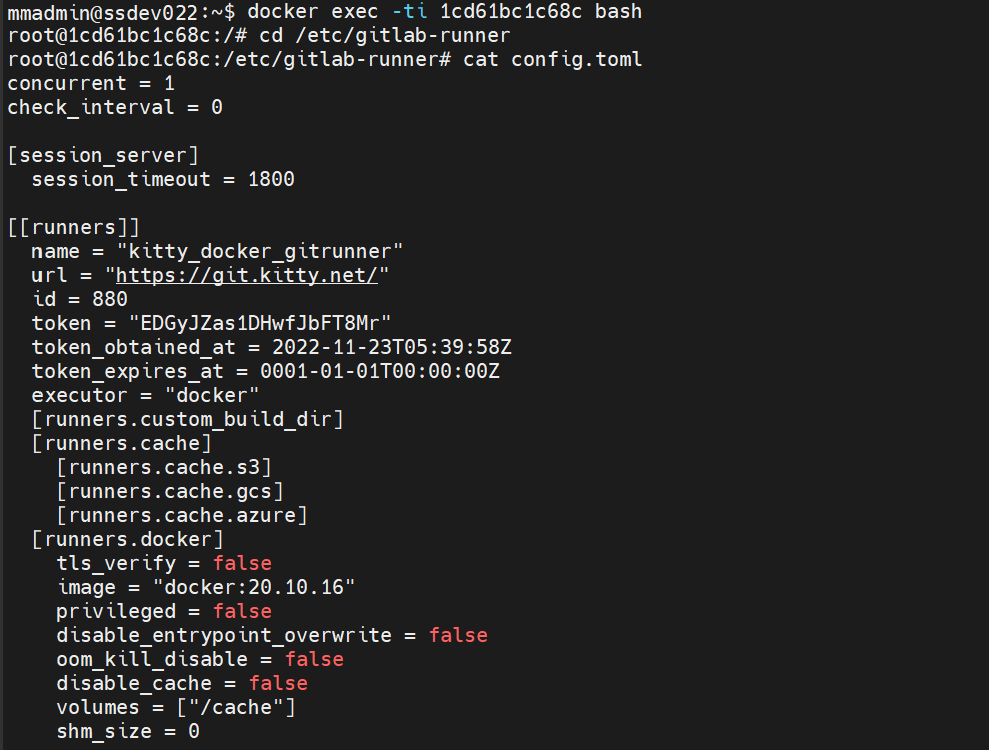 mmadmin@ssdev022:~$ docker exec -ti 1cd61bc1c68c bash
root@1cd61bc1c68c:/# cd /etc/gitlab-runner
root@1cd61bc1c68c:/etc/gitlab-runner# cat config.toml
concurrent = 1
check_interval = 0
[session_server]
  session_timeout = 1800
[[runners]]
  name = "kitty_docker_gitrunner"
  url = "https://git.kitty.net/"
  id = 880
  token = "EDGyJZas1DHwfJbFT8Mr"
  token_obtained_at = 2022-11-23T05:39:58Z
  token_expires_at = 0001-01-01T00:00:00Z
  executor = "docker"
  [runners.custom_build_dir]
  [runners.cache]
    [runners.cache.s3]
    [runners.cache.gcs]
    [runners.cache.azure]
  [runners.docker]
    tls_verify = false
    image = "docker:20.10.16"
    privileged = false
    disable_entrypoint_overwrite = false
    oom_kill_disable = false
    disable_cache = false
    volumes = ["/cache"]
    shm_size = 0